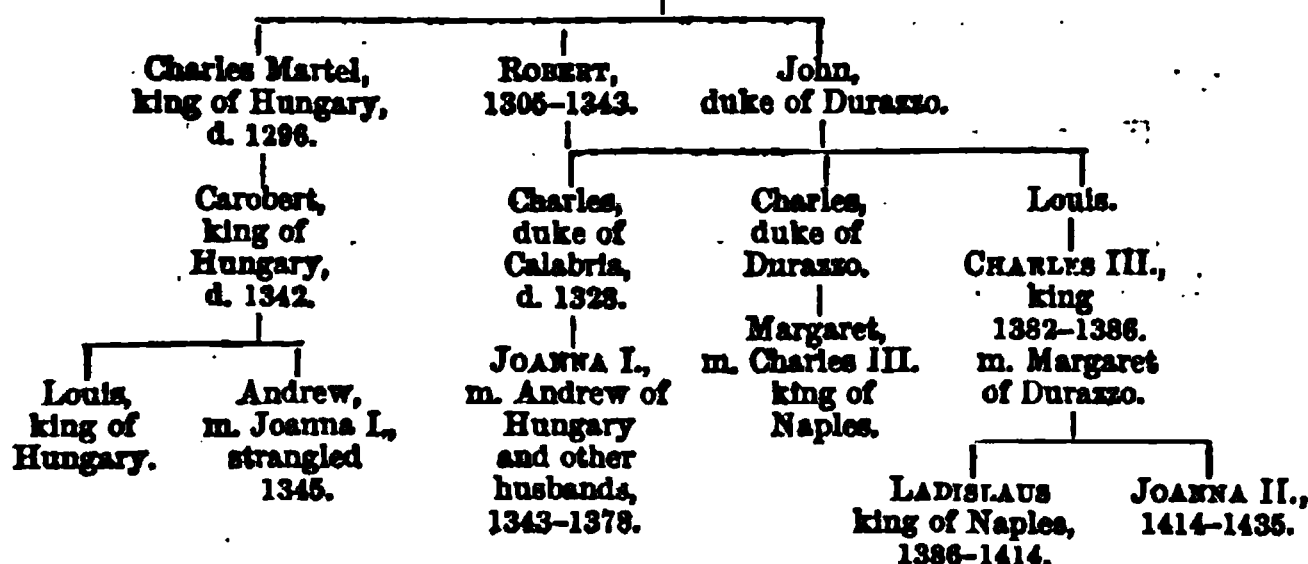 Charles Martel,
king of Hungary,
d. 1296.
ROBERT,
1305–1343.
John,
duke of Durazzo.
Carobert,
king of
Hungary,
d. 1342.
Charles,
duke of
Calabria,
d. 1328.
Charles,
duke of
Durazzo.
Louis.
Louis,
king of
Hungary.
Andrew,
m. Joanna I.,
strangled
1345.
JOANNA I.,
m. Andrew of
Hungary
and other
husbands,
1343–1378.
Margaret,
m. Charles III.
king of
Naples.
CHARLES III.,
king
1382–1386.
m. Margaret
of Durazzo.
LADISLAUS
king of Naples,
1386–1414.
JOANNA II.,
1414–1435.